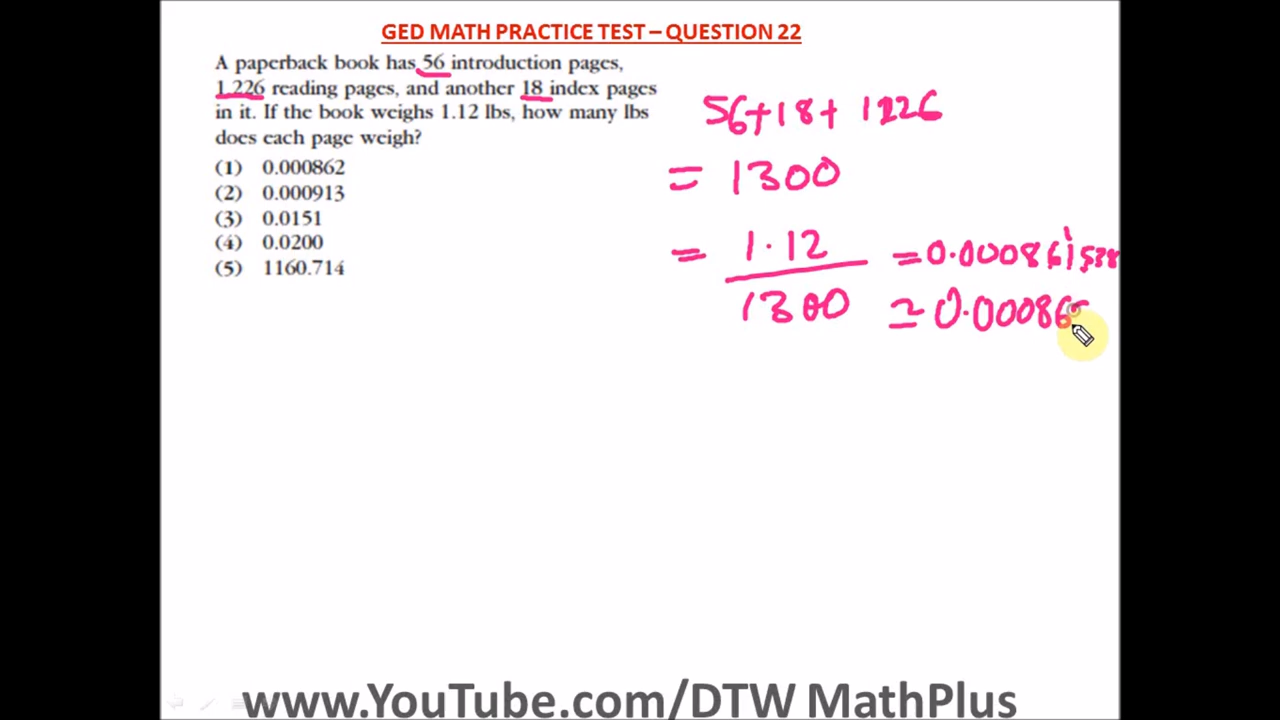 GED MATH PRACTICE TEST – QUESTION 22
A paperback book has 56 introduction pages,
1,226 reading pages, and another 18 index pages
in it. If the book weighs 1.12 lbs, how many lbs
does each page weigh?
(1) 0.000862
(2) 0.000913
(3) 0.0151
(4) 0.0200
(5) 1160.714
56+18+ 1226
= 1300
= 1.12 / 1300 = 0.000861538
≃ 0.00086
www.YouTube.com/DTW MathPlus